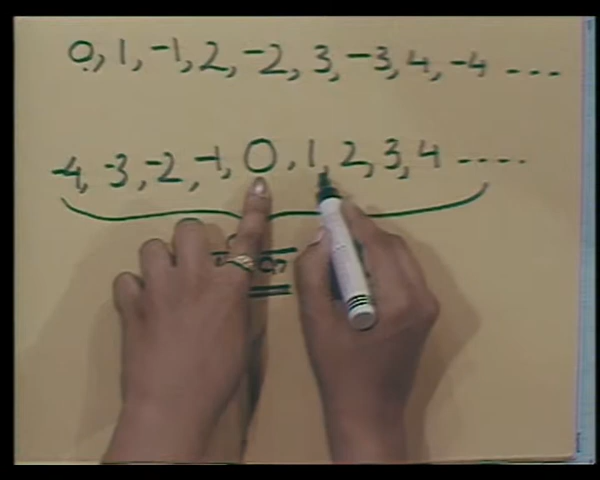 0, 1, -1, 2, -2, 3, -3, 4, -4 ---
-4, -3, -2, -1, 0, 1, 2, 3, 4 ----